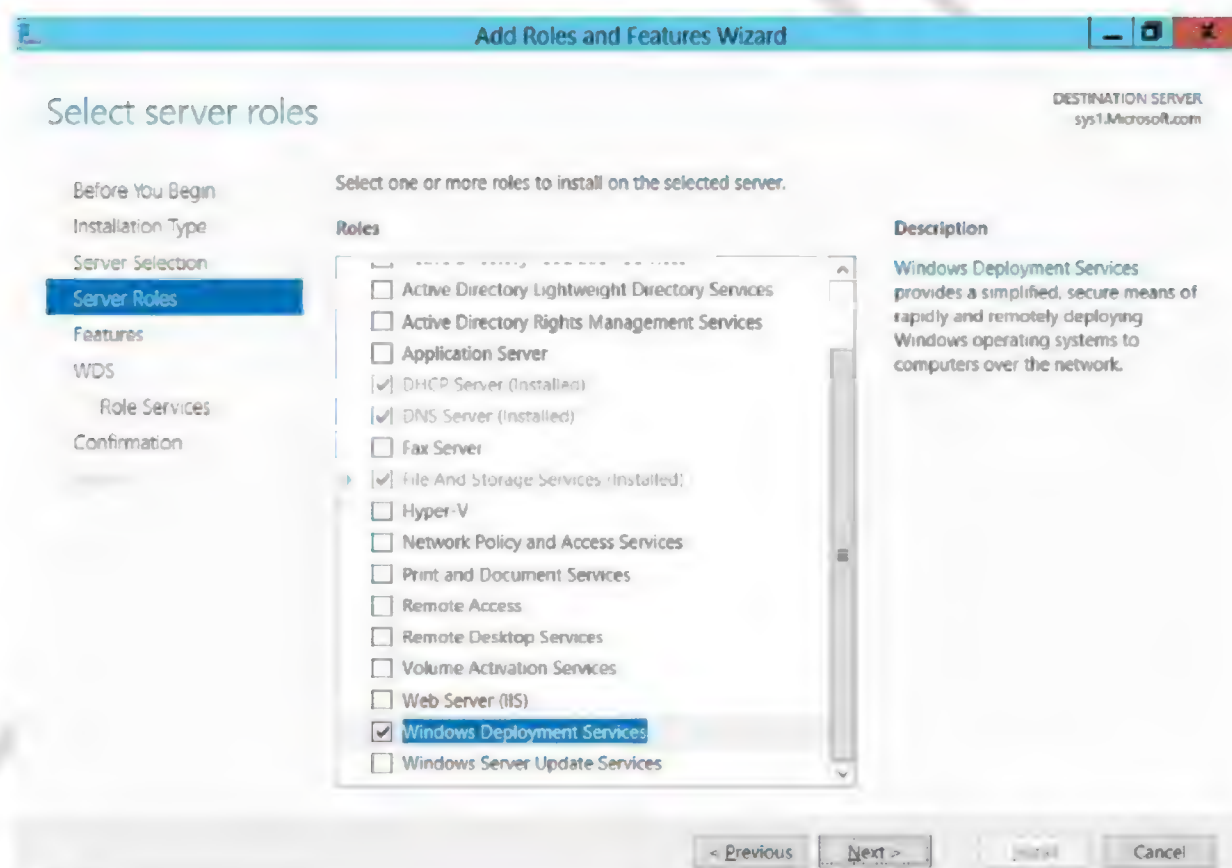 Add Roles and Features Wizard
Select server roles
DESTINATION SERVER
sys1.Microsoft.com
Before You Begin
Installation Type
Server Selection
Server Roles
Features
WDS
Role Services
Confirmation
Select one or more roles to install on the selected server.
Roles
Active Directory Lightweight Directory Services
Active Directory Rights Management Services
Application Server
DHCP Server (Installed)
DNS Server (Installed)
Fax Server
File And Storage Services (Installed)
Hyper-V
Network Policy and Access Services
Print and Document Services
Remote Access
Remote Desktop Services
Volume Activation Services
Web Server (IIS)
Windows Deployment Services
Windows Server Update Services
Description
Windows Deployment Services
provides a simplified, secure means of
rapidly and remotely deploying
Windows operating systems to
computers over the network.
< Previous
Next >
Cancel